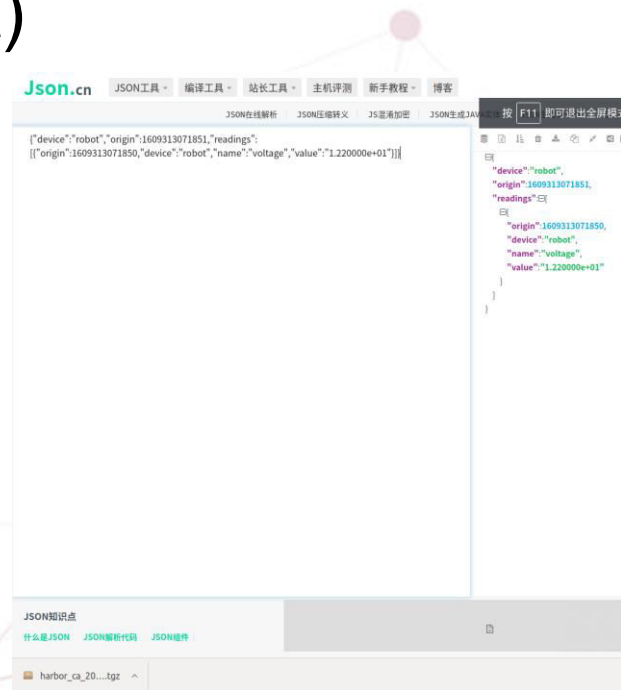 )
Json.cn JSON工具 编译工具 站长工具 主机评测 新手教程 博客
JSON在线解析 JSON压缩转义 JS混淆加密 JSON生成JAVA 按 F11 即可退出全屏模式
{"device":"robot","origin":1609313071851,"readings":
[{"origin":1609313071850,"device":"robot","name":"voltage","value":"1.220000e+01"}]}
{
"device":"robot",
"origin":1609313071851,
"readings":[
{
"origin":1609313071850,
"device":"robot",
"name":"voltage",
"value":"1.220000e+01"
}
]
}
JSON知识点
什么是JSON JSON解析代码 JSON组件
harbor_ca_20....tgz